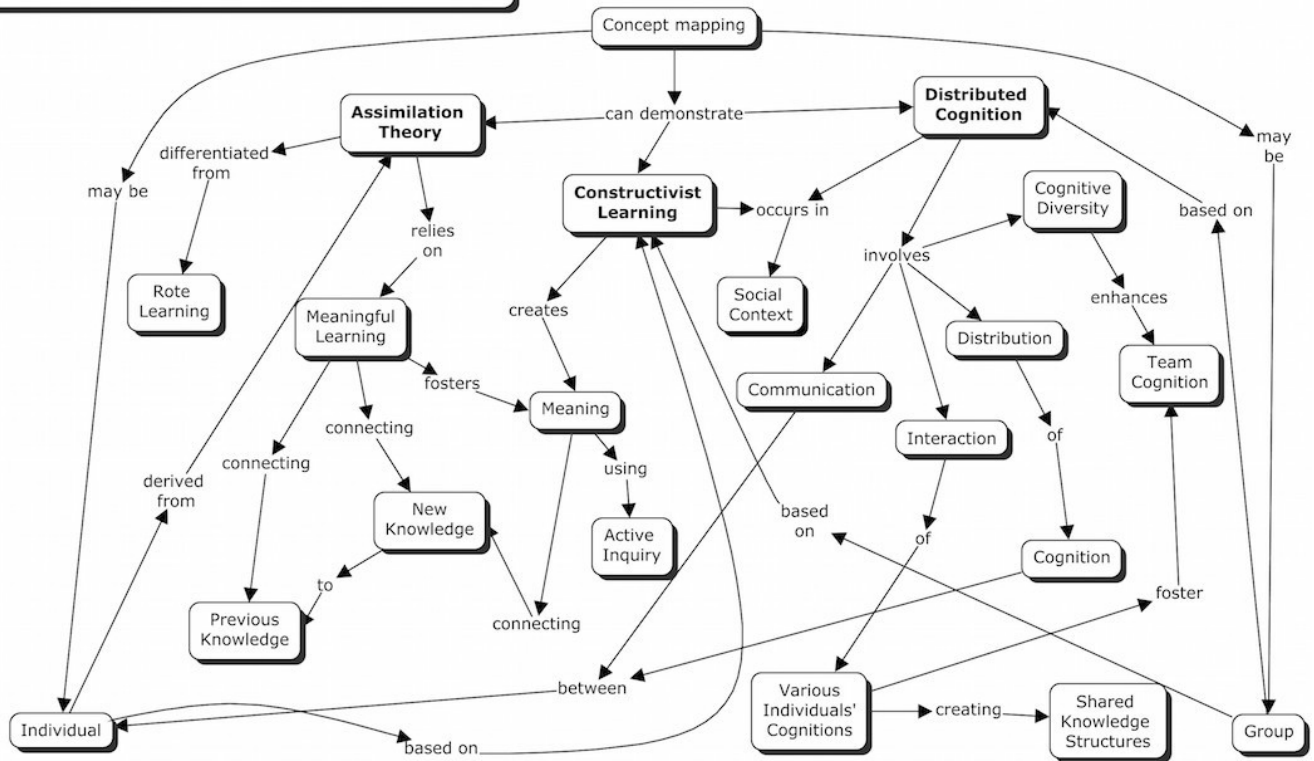 Concept mapping
Assimilation
Theory
can demonstrate
Distributed
Cognition
may
be
differentiated
from
may be
Constructivist
Learning
occurs in
Cognitive
Diversity
based on
relies
on
involves
Rote
Learning
Meaningful
Learning
creates
Social
Context
enhances
Distribution
Team
Cognition
fosters
Meaning
Communication
connecting
Interaction
of
connecting
using
derived
from
New
Knowledge
Active
Inquiry
based
on
of
Cognition
to
Previous
Knowledge
connecting
foster
between
Various
Individuals'
Cognitions
creating
Shared
Knowledge
Structures
Individual
based on
Group